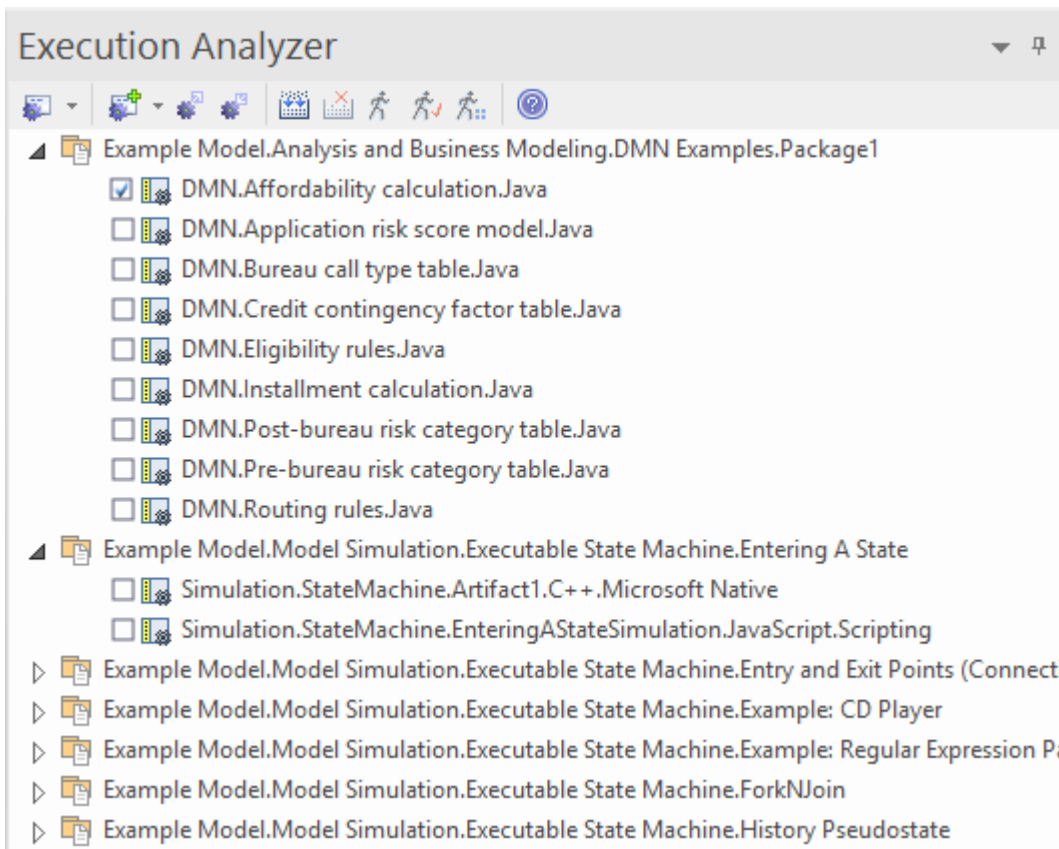 Execution Analyzer
Example Model.Analysis and Business Modeling.DMN Examples.Package1
DMN.Affordability calculation.Java
DMN.Application risk score model.Java
DMN.Bureau call type table.Java
DMN.Credit contingency factor table.Java
DMN.Eligibility rules.Java
DMN.Installment calculation.Java
DMN.Post-bureau risk category table.Java
DMN.Pre-bureau risk category table.Java
DMN.Routing rules.Java
Example Model.Model Simulation.Executable State Machine.Entering A State
Simulation.StateMachine.Artifact1.C++.Microsoft Native
Simulation.StateMachine.EnteringAStateSimulation.JavaScript.Scripting
Example Model.Model Simulation.Executable State Machine.Entry and Exit Points (Connect
Example Model.Model Simulation.Executable State Machine.Example: CD Player
Example Model.Model Simulation.Executable State Machine.Example: Regular Expression Pa
Example Model.Model Simulation.Executable State Machine.ForkNJoin
Example Model.Model Simulation.Executable State Machine.History Pseudostate